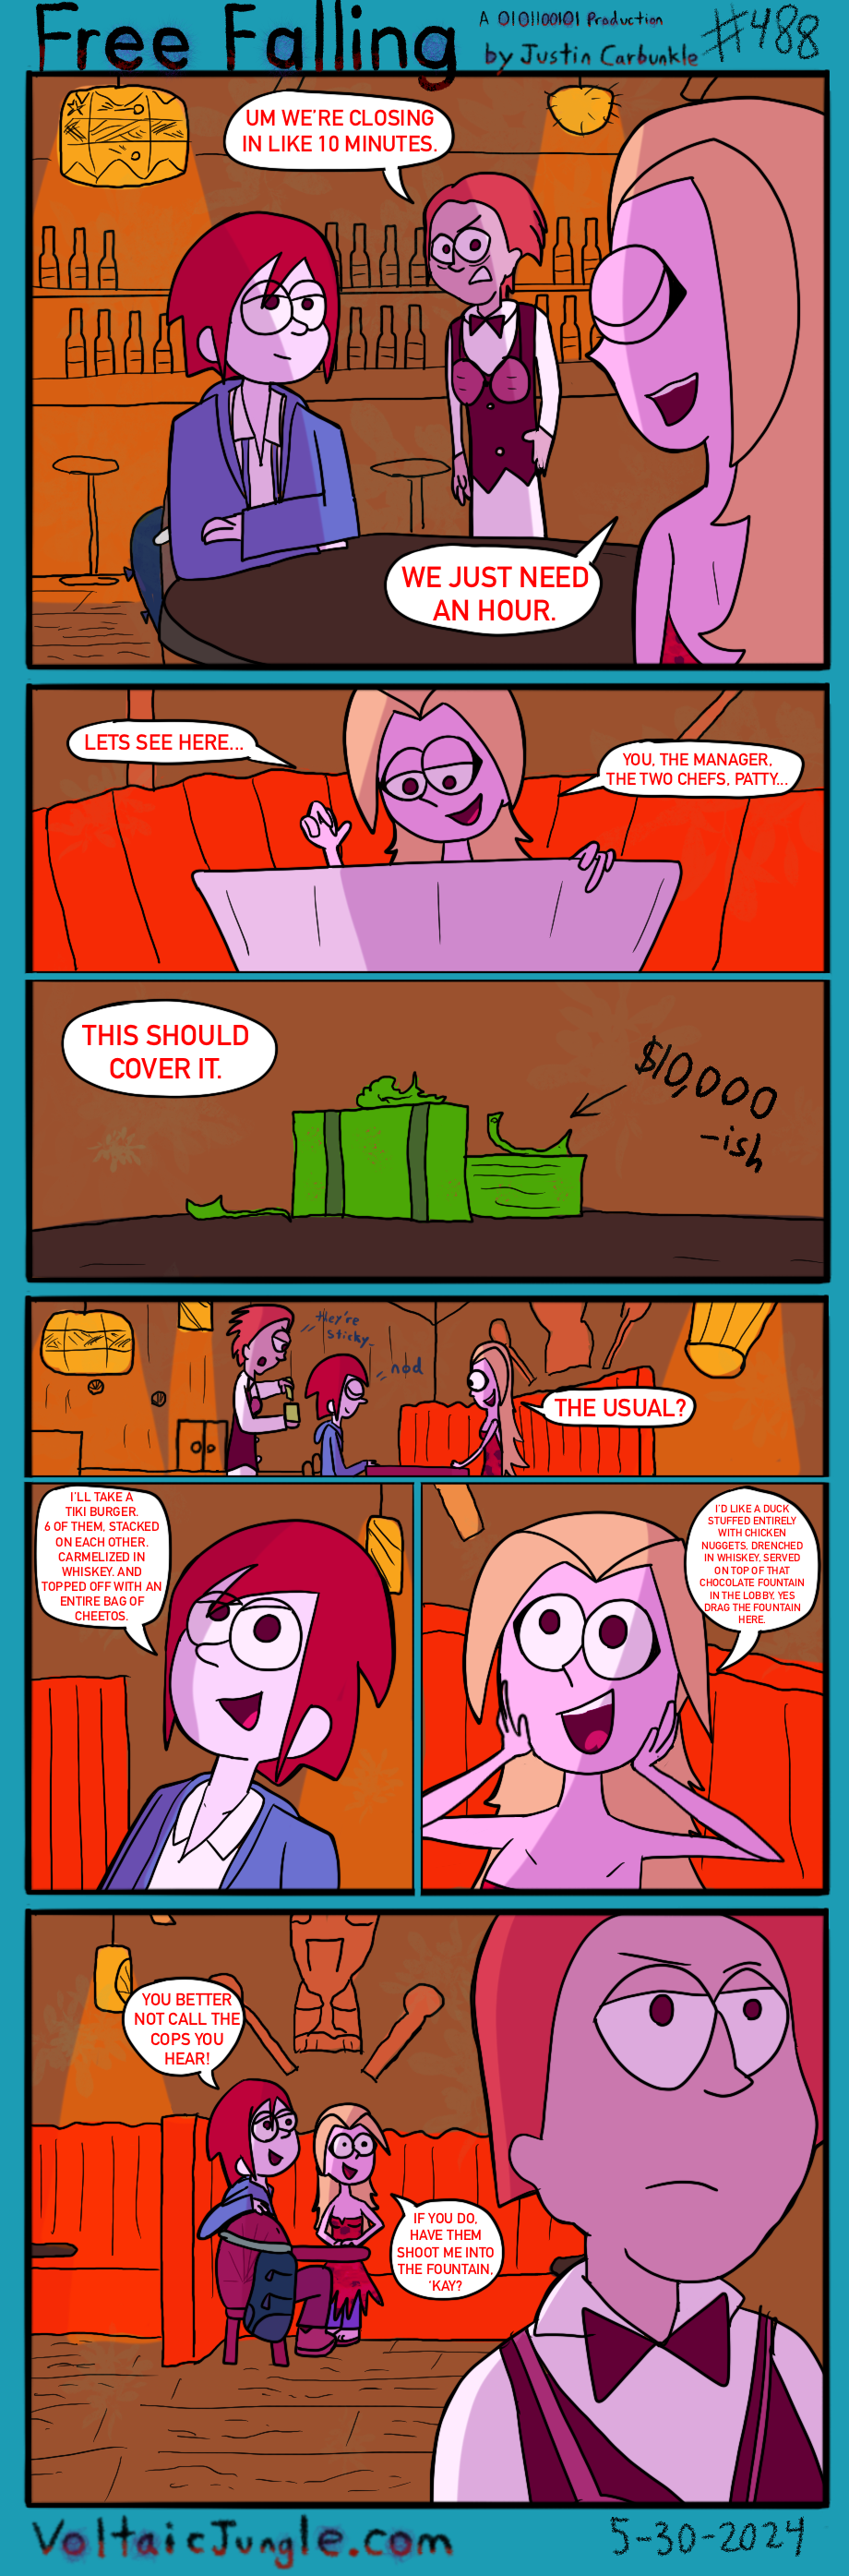 Free Falling
A 0101100101 Production
by Justin Carbunkle
#488
UM WE'RE CLOSING
IN LIKE 10 MINUTES.
WE JUST NEED
AN HOUR.
LETS SEE HERE...
YOU, THE MANAGER,
THE TWO CHEFS, PATTY...
THIS SHOULD
COVER IT.
$10,000
-ish
they're
sticky-
nod
THE USUAL?
I'LL TAKE A
TIKI BURGER.
6 OF THEM, STACKED
ON EACH OTHER.
CARMELIZED IN
WHISKEY. AND
TOPPED OFF WITH AN
ENTIRE BAG OF
CHEETOS.
I'D LIKE A DUCK
STUFFED ENTIRELY
WITH CHICKEN
NUGGETS, DRENCHED
IN WHISKEY. SERVED
ON TOP OF THAT
CHOCOLATE FOUNTAIN
IN THE LOBBY. YES
DRAG THE FOUNTAIN
HERE.
YOU BETTER
NOT CALL THE
COPS YOU
HEAR!
IF YOU DO,
HAVE THEM
SHOOT ME INTO
THE FOUNTAIN,
'KAY?
VoltaicJungle.com
5-30-2024